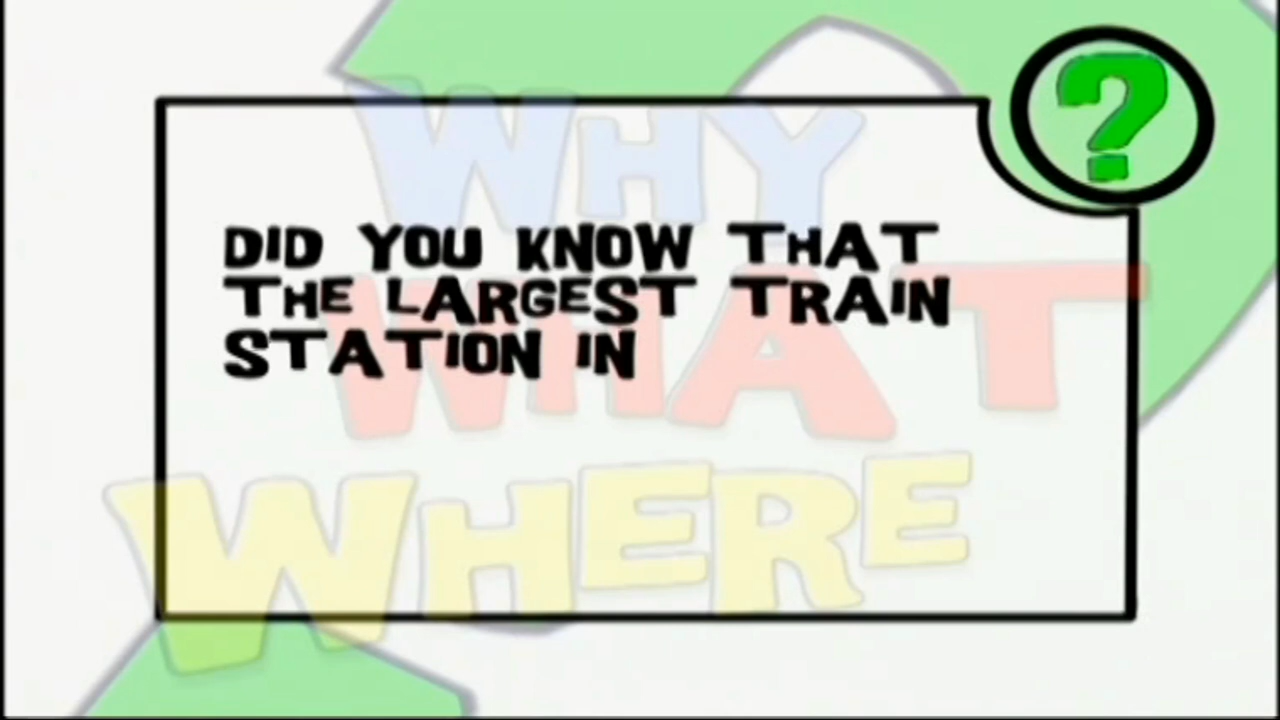 WHY
WHAT
WHERE
?
DID YOU KNOW THAT
THE LARGEST TRAIN
STATION IN